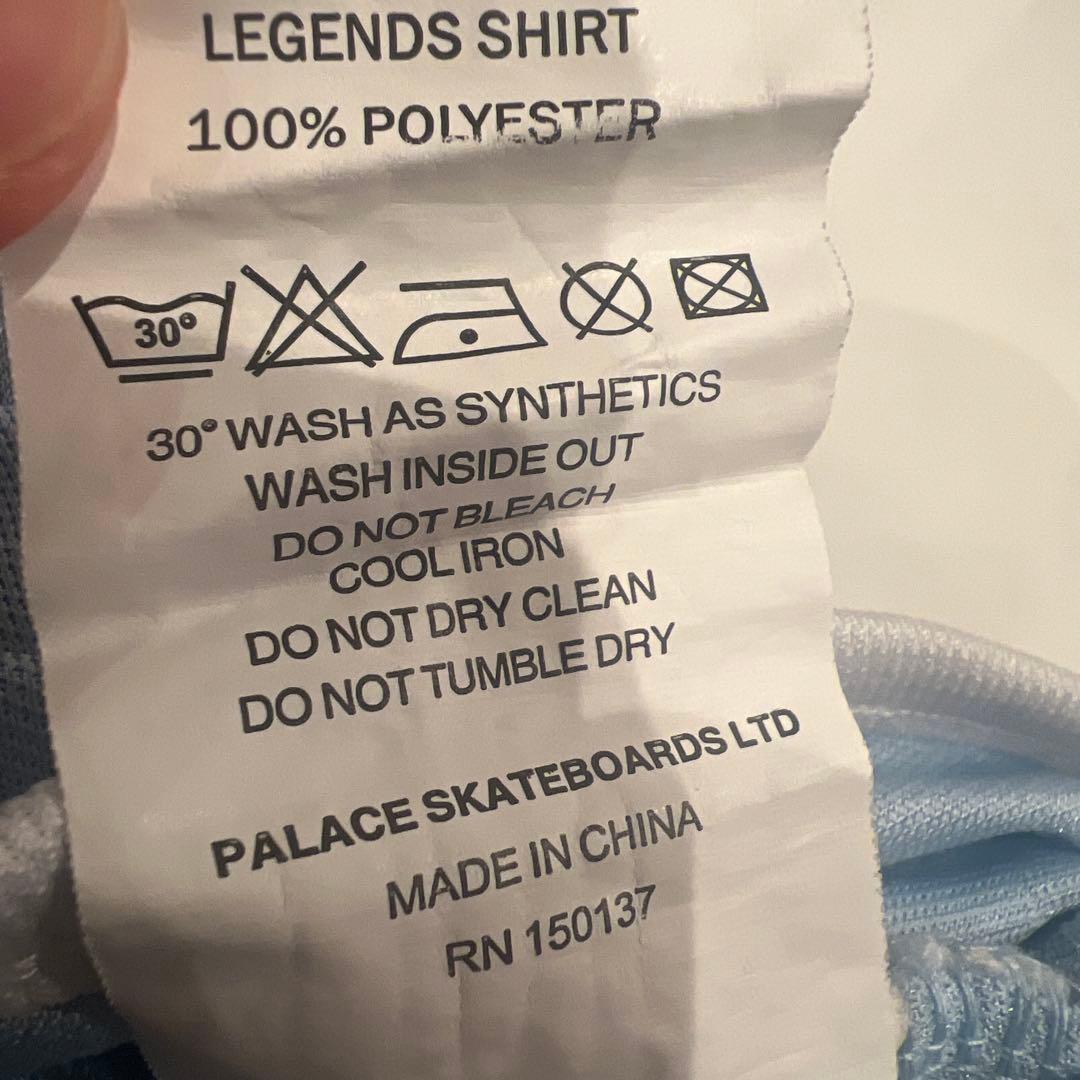 LEGENDS SHIRT
100% POLYESTER
30°
30° WASH AS SYNTHETICS
WASH INSIDE OUT
DO NOT BLEACH
COOL IRON
DO NOT DRY CLEAN
DO NOT TUMBLE DRY
PALACE SKATEBOARDS LTD
MADE IN CHINA
RN 150137